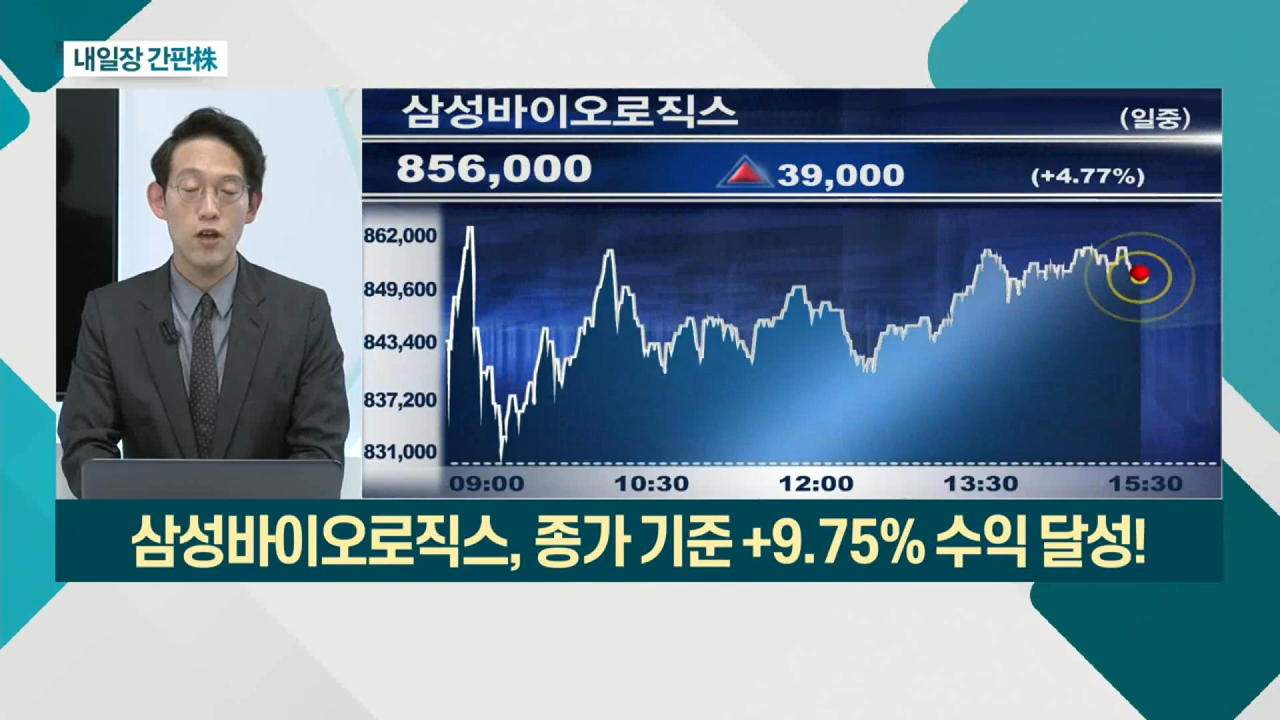 내일장 간판株
삼성바이오로직스
(일중)
856,000 39,000 (+4.77%)
862,000
849,600
843,400
837,200
831,000
09:00 10:30 12:00 13:30 15:30
삼성바이오로직스, 종가 기준 +9.75% 수익 달성!